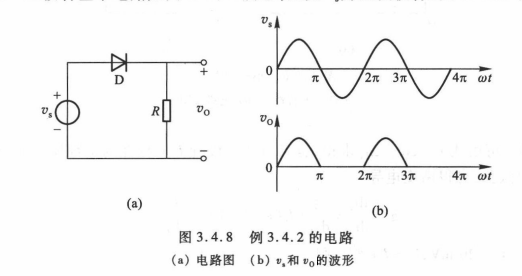 D
+
+
v_s
R
v_O
−
−
(a)
v_s
0
π
2π
3π
4π
ωt
v_O
0
π
2π
3π
4π
ωt
(b)
图 3.4.8 例 3.4.2 的电路
(a) 电路图 (b) v_s和 v_O的波形